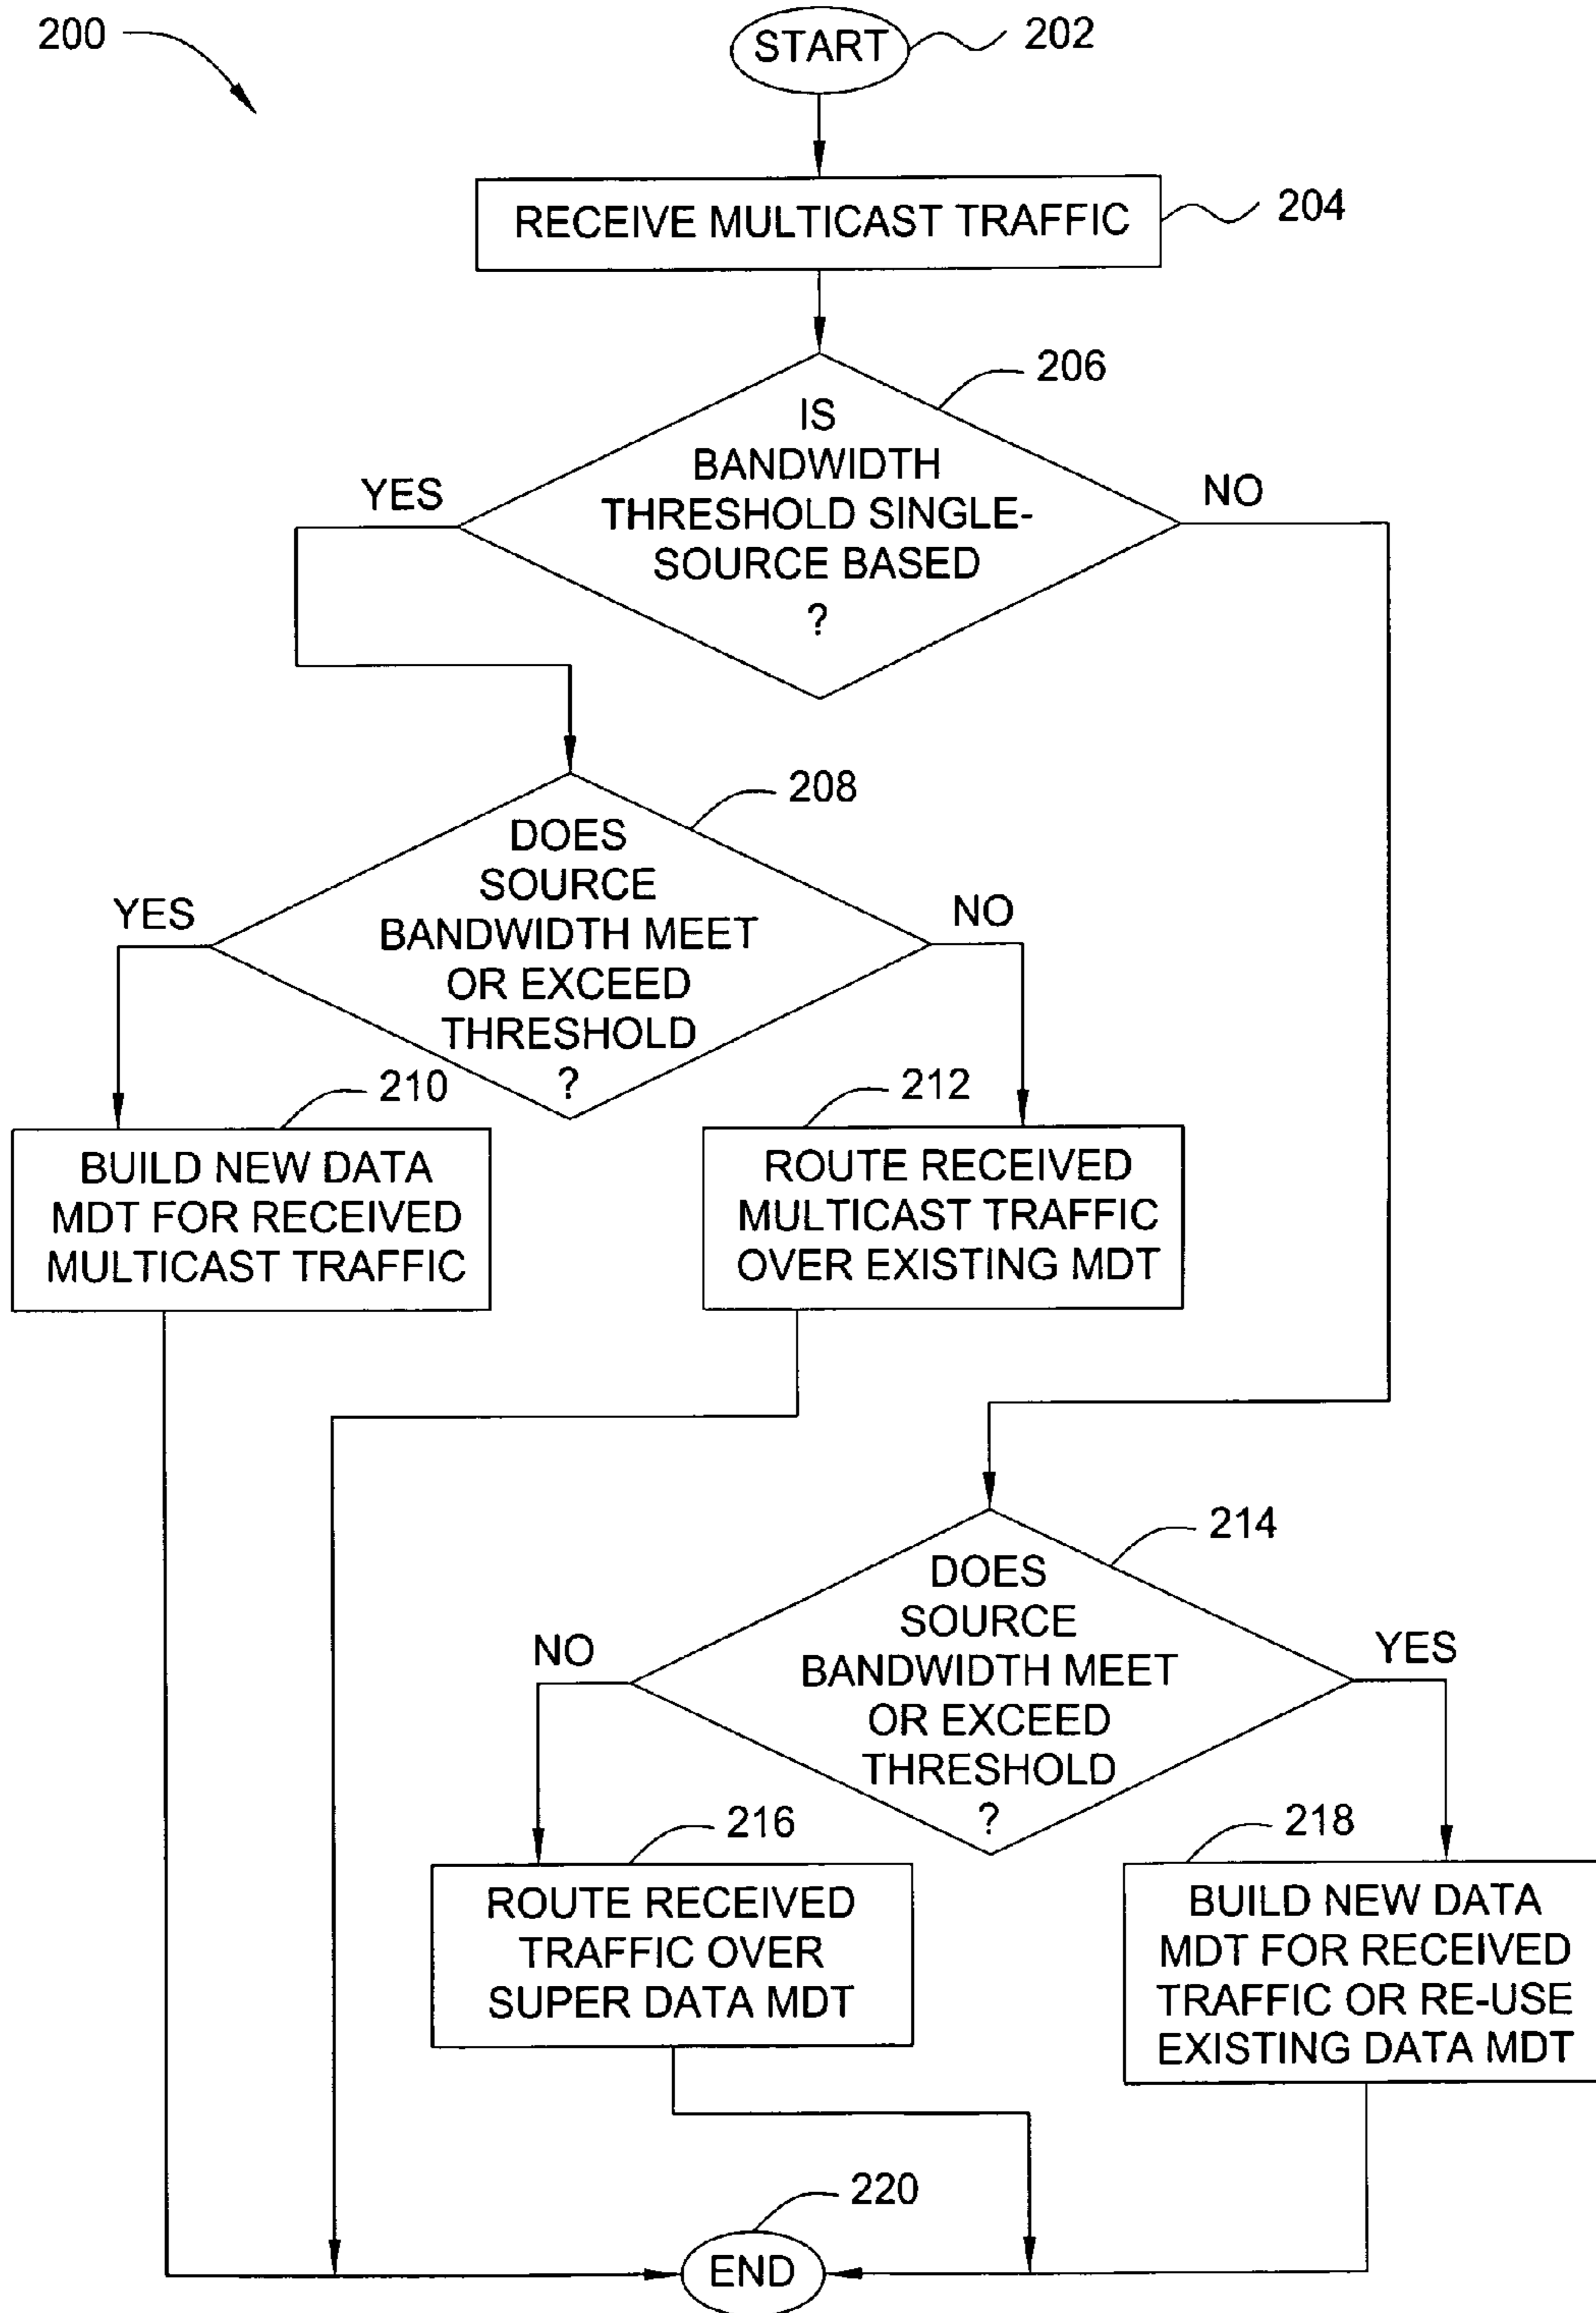 200
START
202
RECEIVE MULTICAST TRAFFIC
204
206
IS
BANDWIDTH
THRESHOLD SINGLE-
SOURCE BASED
?
YES
NO
208
DOES
SOURCE
BANDWIDTH MEET
OR EXCEED
THRESHOLD
?
YES
NO
210
BUILD NEW DATA
MDT FOR RECEIVED
MULTICAST TRAFFIC
212
ROUTE RECEIVED
MULTICAST TRAFFIC
OVER EXISTING MDT
214
DOES
SOURCE
BANDWIDTH MEET
OR EXCEED
THRESHOLD
?
NO
YES
216
ROUTE RECEIVED
TRAFFIC OVER
SUPER DATA MDT
218
BUILD NEW DATA
MDT FOR RECEIVED
TRAFFIC OR RE-USE
EXISTING DATA MDT
220
END